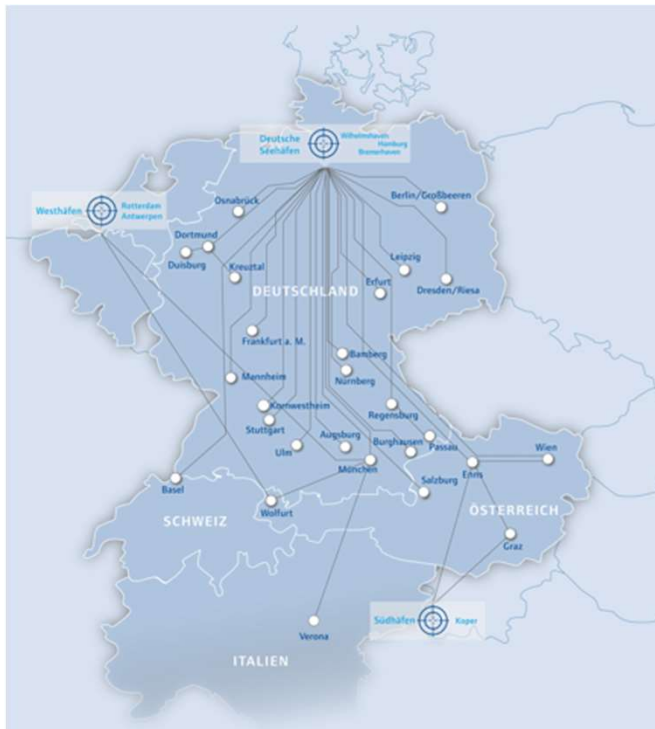 Deutsche
Seehäfen
Wilhelmshaven
Hamburg
Bremerhaven
Westhäfen
Rotterdam
Antwerpen
Osnabrück
Berlin/Großbeeren
Dortmund
Duisburg
Kreuztal
Leipzig
Erfurt
Dresden/Riesa
DEUTSCHLAND
Frankfurt a. M.
Bamberg
Nürnberg
Mannheim
Kornwestheim
Stuttgart
Regensburg
Ulm
Augsburg
Burghausen
Passau
Wien
München
Enns
Basel
Salzburg
Wolfurt
SCHWEIZ
ÖSTERREICH
Graz
Südhäfen
Koper
Verona
ITALIEN